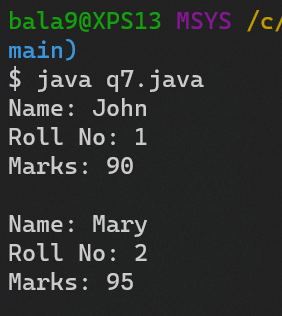 bala9@XPS13 MSYS /c/
main)
$ java q7.java
Name: John
Roll No: 1
Marks: 90

Name: Mary
Roll No: 2
Marks: 95